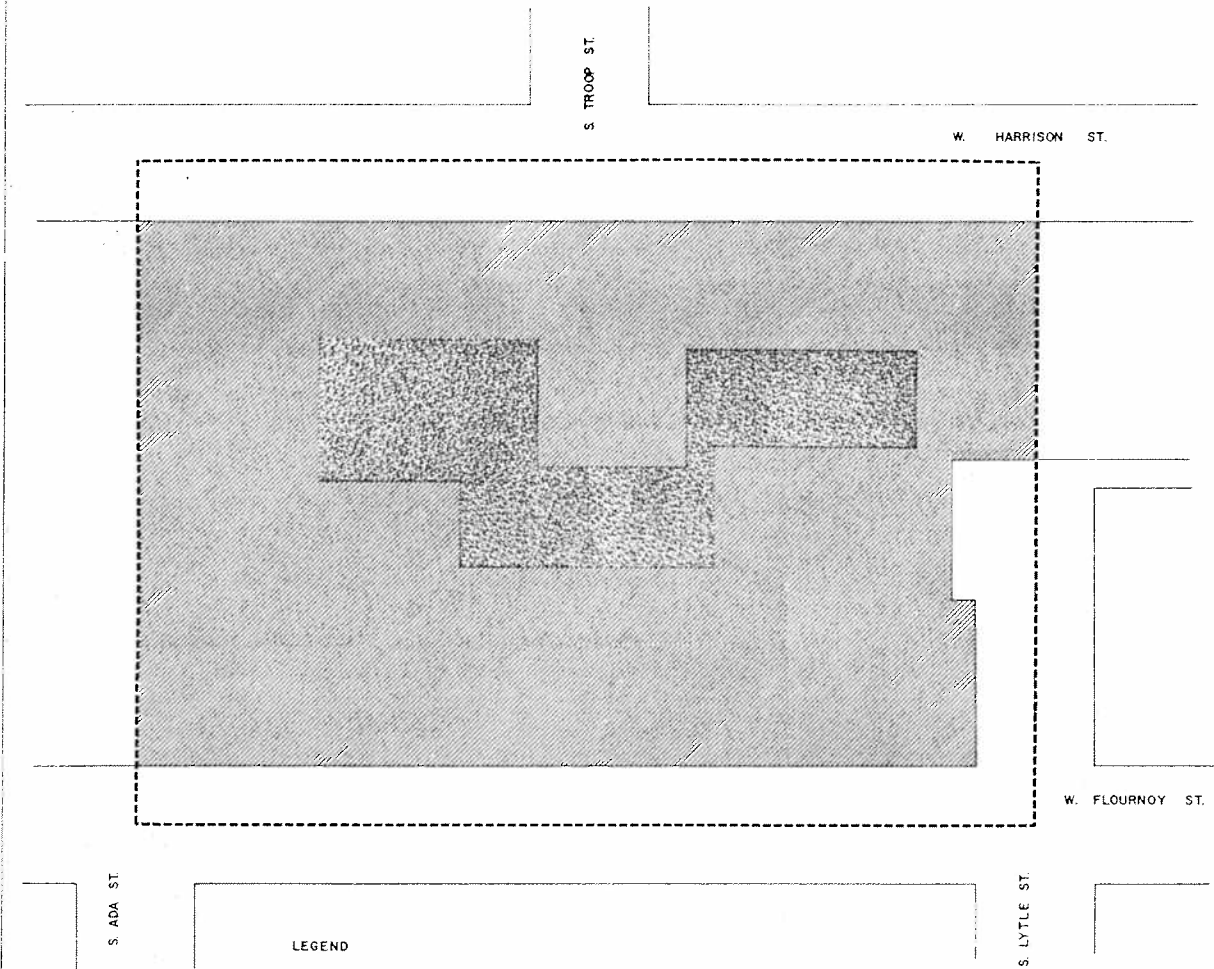 S. TROOP ST.
W. HARRISON ST.
W. FLOURNOY ST.
S. ADA ST.
S. LYTLE ST.
LEGEND